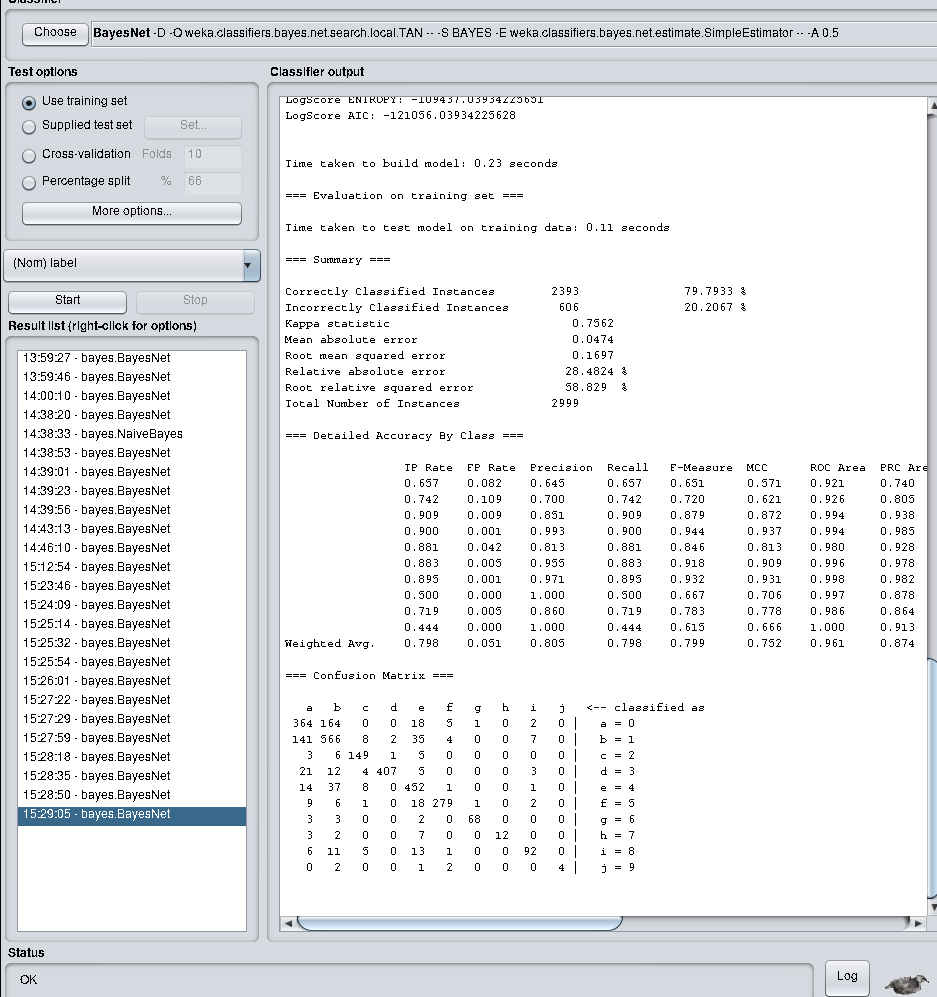 Classifier
Choose BayesNet -D -Q weka.classifiers.bayes.net.search.local.TAN -- -S BAYES -E weka.classifiers.bayes.net.estimate.SimpleEstimator -- -A 0.5
Test options
Use training set
Supplied test set Set...
Cross-validation Folds 10
Percentage split % 66
More options...
(Nom) label
Start Stop
Result list (right-click for options)
13:59:27 - bayes.BayesNet
13:59:46 - bayes.BayesNet
14:00:10 - bayes.BayesNet
14:38:20 - bayes.BayesNet
14:38:33 - bayes.NaiveBayes
14:38:53 - bayes.BayesNet
14:39:01 - bayes.BayesNet
14:39:23 - bayes.BayesNet
14:39:56 - bayes.BayesNet
14:43:13 - bayes.BayesNet
14:46:10 - bayes.BayesNet
15:12:54 - bayes.BayesNet
15:23:46 - bayes.BayesNet
15:24:09 - bayes.BayesNet
15:25:14 - bayes.BayesNet
15:25:32 - bayes.BayesNet
15:25:54 - bayes.BayesNet
15:26:01 - bayes.BayesNet
15:27:22 - bayes.BayesNet
15:27:29 - bayes.BayesNet
15:27:59 - bayes.BayesNet
15:28:18 - bayes.BayesNet
15:28:35 - bayes.BayesNet
15:28:50 - bayes.BayesNet
15:29:05 - bayes.BayesNet
Classifier output
LogScore ENTROPY: -109437.03934225651
LogScore AIC: -121056.03934225628
Time taken to build model: 0.23 seconds
=== Evaluation on training set ===
Time taken to test model on training data: 0.11 seconds
=== Summary ===
Correctly Classified Instances 2393 79.7933 %
Incorrectly Classified Instances 606 20.2067 %
Kappa statistic 0.7562
Mean absolute error 0.0474
Root mean squared error 0.1697
Relative absolute error 28.4824 %
Root relative squared error 58.829 %
Total Number of Instances 2999
=== Detailed Accuracy By Class ===
TP Rate FP Rate Precision Recall F-Measure MCC ROC Area PRC Are
0.657 0.082 0.645 0.657 0.651 0.571 0.921 0.740
0.742 0.109 0.700 0.742 0.720 0.621 0.926 0.805
0.909 0.009 0.851 0.909 0.879 0.872 0.994 0.938
0.900 0.001 0.993 0.900 0.944 0.937 0.994 0.985
0.881 0.042 0.813 0.881 0.846 0.813 0.980 0.928
0.883 0.005 0.955 0.883 0.918 0.909 0.996 0.978
0.895 0.001 0.971 0.895 0.932 0.931 0.998 0.982
0.500 0.000 1.000 0.500 0.667 0.706 0.997 0.878
0.719 0.005 0.860 0.719 0.783 0.778 0.986 0.864
0.444 0.000 1.000 0.444 0.615 0.666 1.000 0.913
Weighted Avg. 0.798 0.051 0.805 0.798 0.799 0.752 0.961 0.874
=== Confusion Matrix ===
a b c d e f g h i j <-- classified as
364 164 0 0 18 5 1 0 2 0 | a = 0
141 566 8 2 35 4 0 0 7 0 | b = 1
3 6 149 1 5 0 0 0 0 0 | c = 2
21 12 4 407 5 0 0 0 3 0 | d = 3
14 37 8 0 452 1 0 0 1 0 | e = 4
9 6 1 0 18 279 1 0 2 0 | f = 5
3 3 0 0 2 0 68 0 0 0 | g = 6
3 2 0 0 7 0 0 12 0 0 | h = 7
6 11 5 0 13 1 0 0 92 0 | i = 8
0 2 0 0 1 2 0 0 0 4 | j = 9
Status
OK
Log